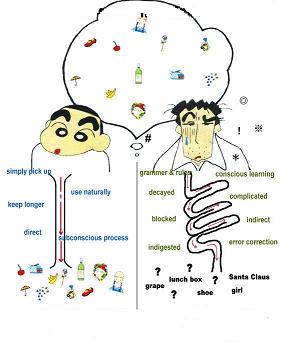 #
!
※
*
simply pick up
use naturally
keep longer
direct
subconscious process
grammer & rules
conscious learning
decayed
complicated
blocked
indirect
indigested
error correction
?
?
lunch box
Santa Claus
grape
?
shoe
girl